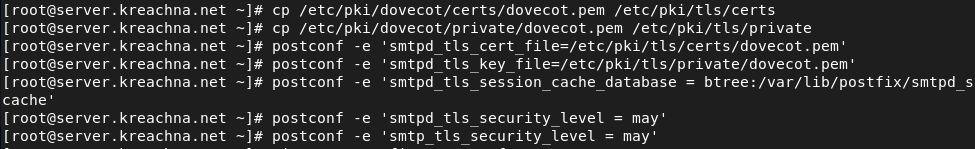 [root@server.kreachna.net ~]# cp /etc/pki/dovecot/certs/dovecot.pem /etc/pki/tls/certs
[root@server.kreachna.net ~]# cp /etc/pki/dovecot/private/dovecot.pem /etc/pki/tls/private
[root@server.kreachna.net ~]# postconf -e 'smtpd_tls_cert_file=/etc/pki/tls/certs/dovecot.pem'
[root@server.kreachna.net ~]# postconf -e 'smtpd_tls_key_file=/etc/pki/tls/private/dovecot.pem'
[root@server.kreachna.net ~]# postconf -e 'smtpd_tls_session_cache_database = btree:/var/lib/postfix/smtpd_s
cache'
[root@server.kreachna.net ~]# postconf -e 'smtpd_tls_security_level = may'
[root@server.kreachna.net ~]# postconf -e 'smtp_tls_security_level = may'